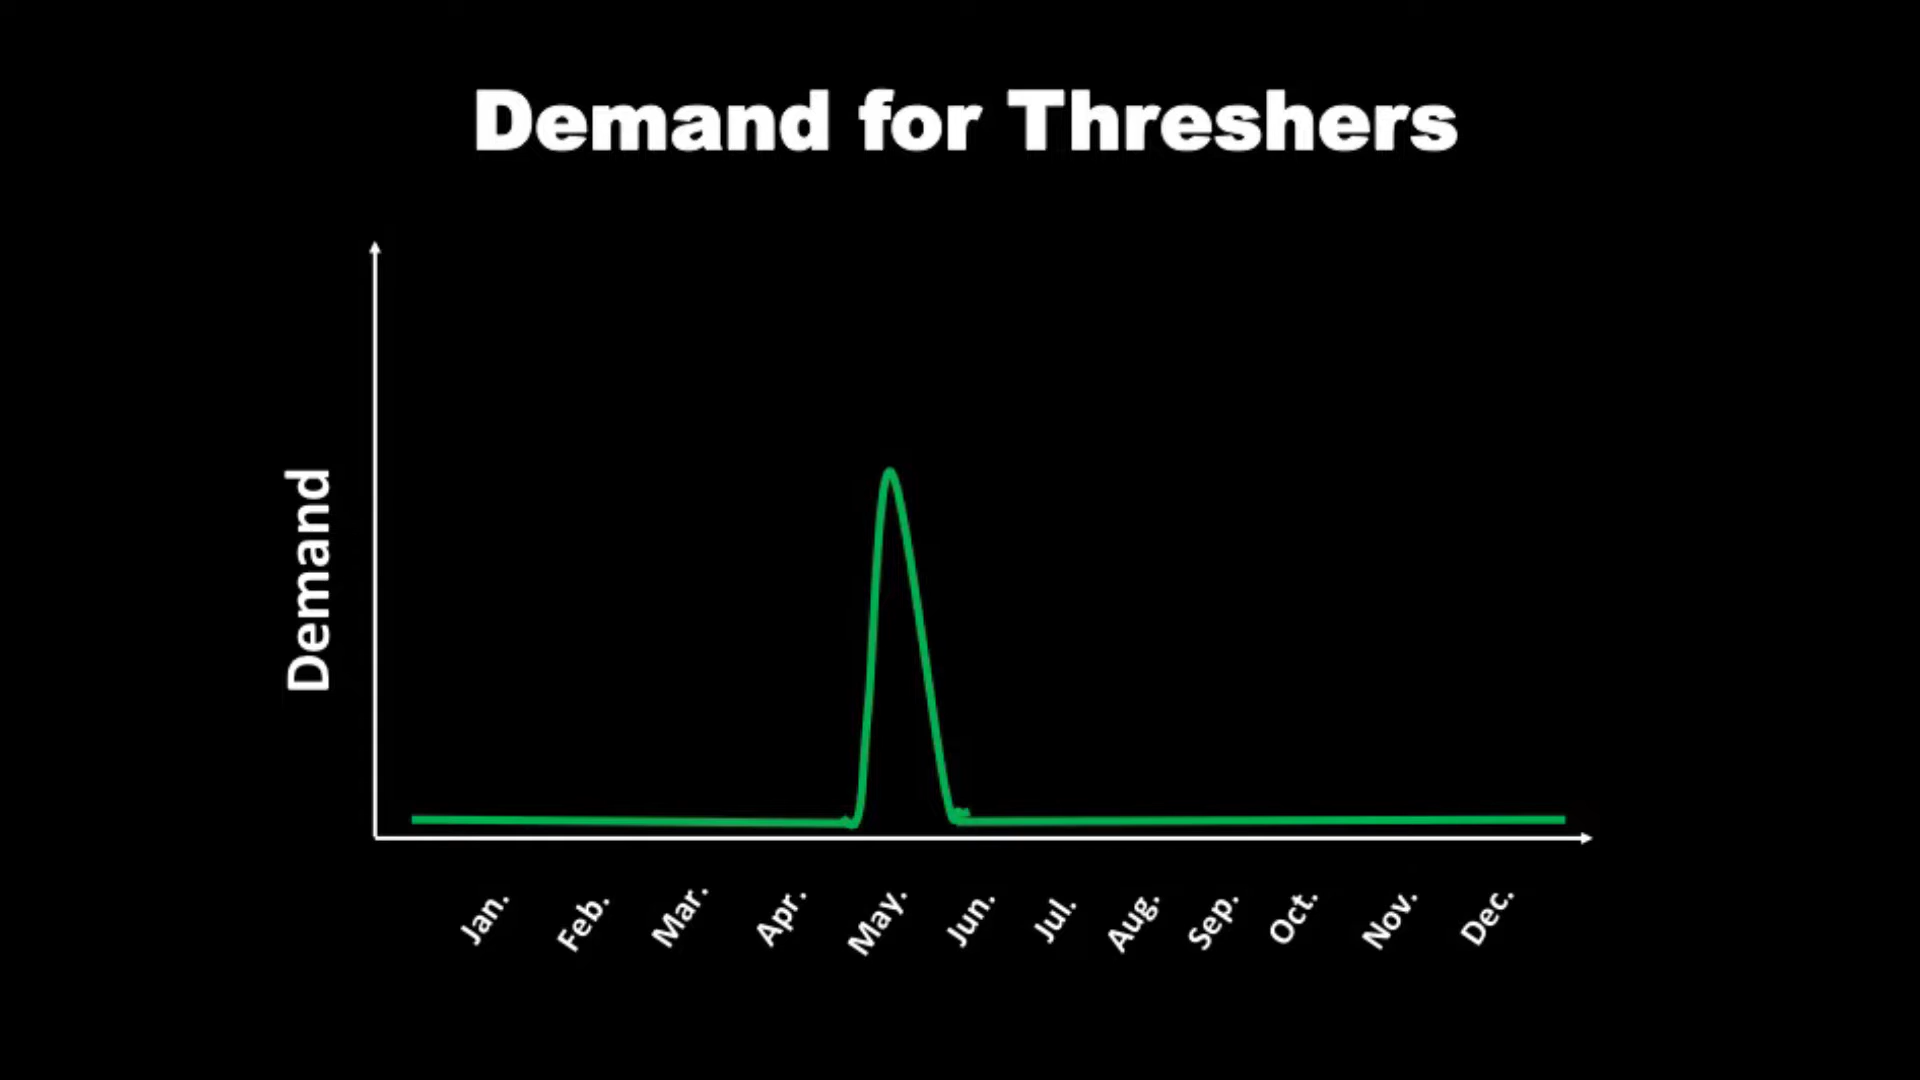 Demand for Threshers
Demand
Jan.
Feb.
Mar.
Apr.
May.
Jun.
Jul.
Aug.
Sep.
Oct.
Nov.
Dec.